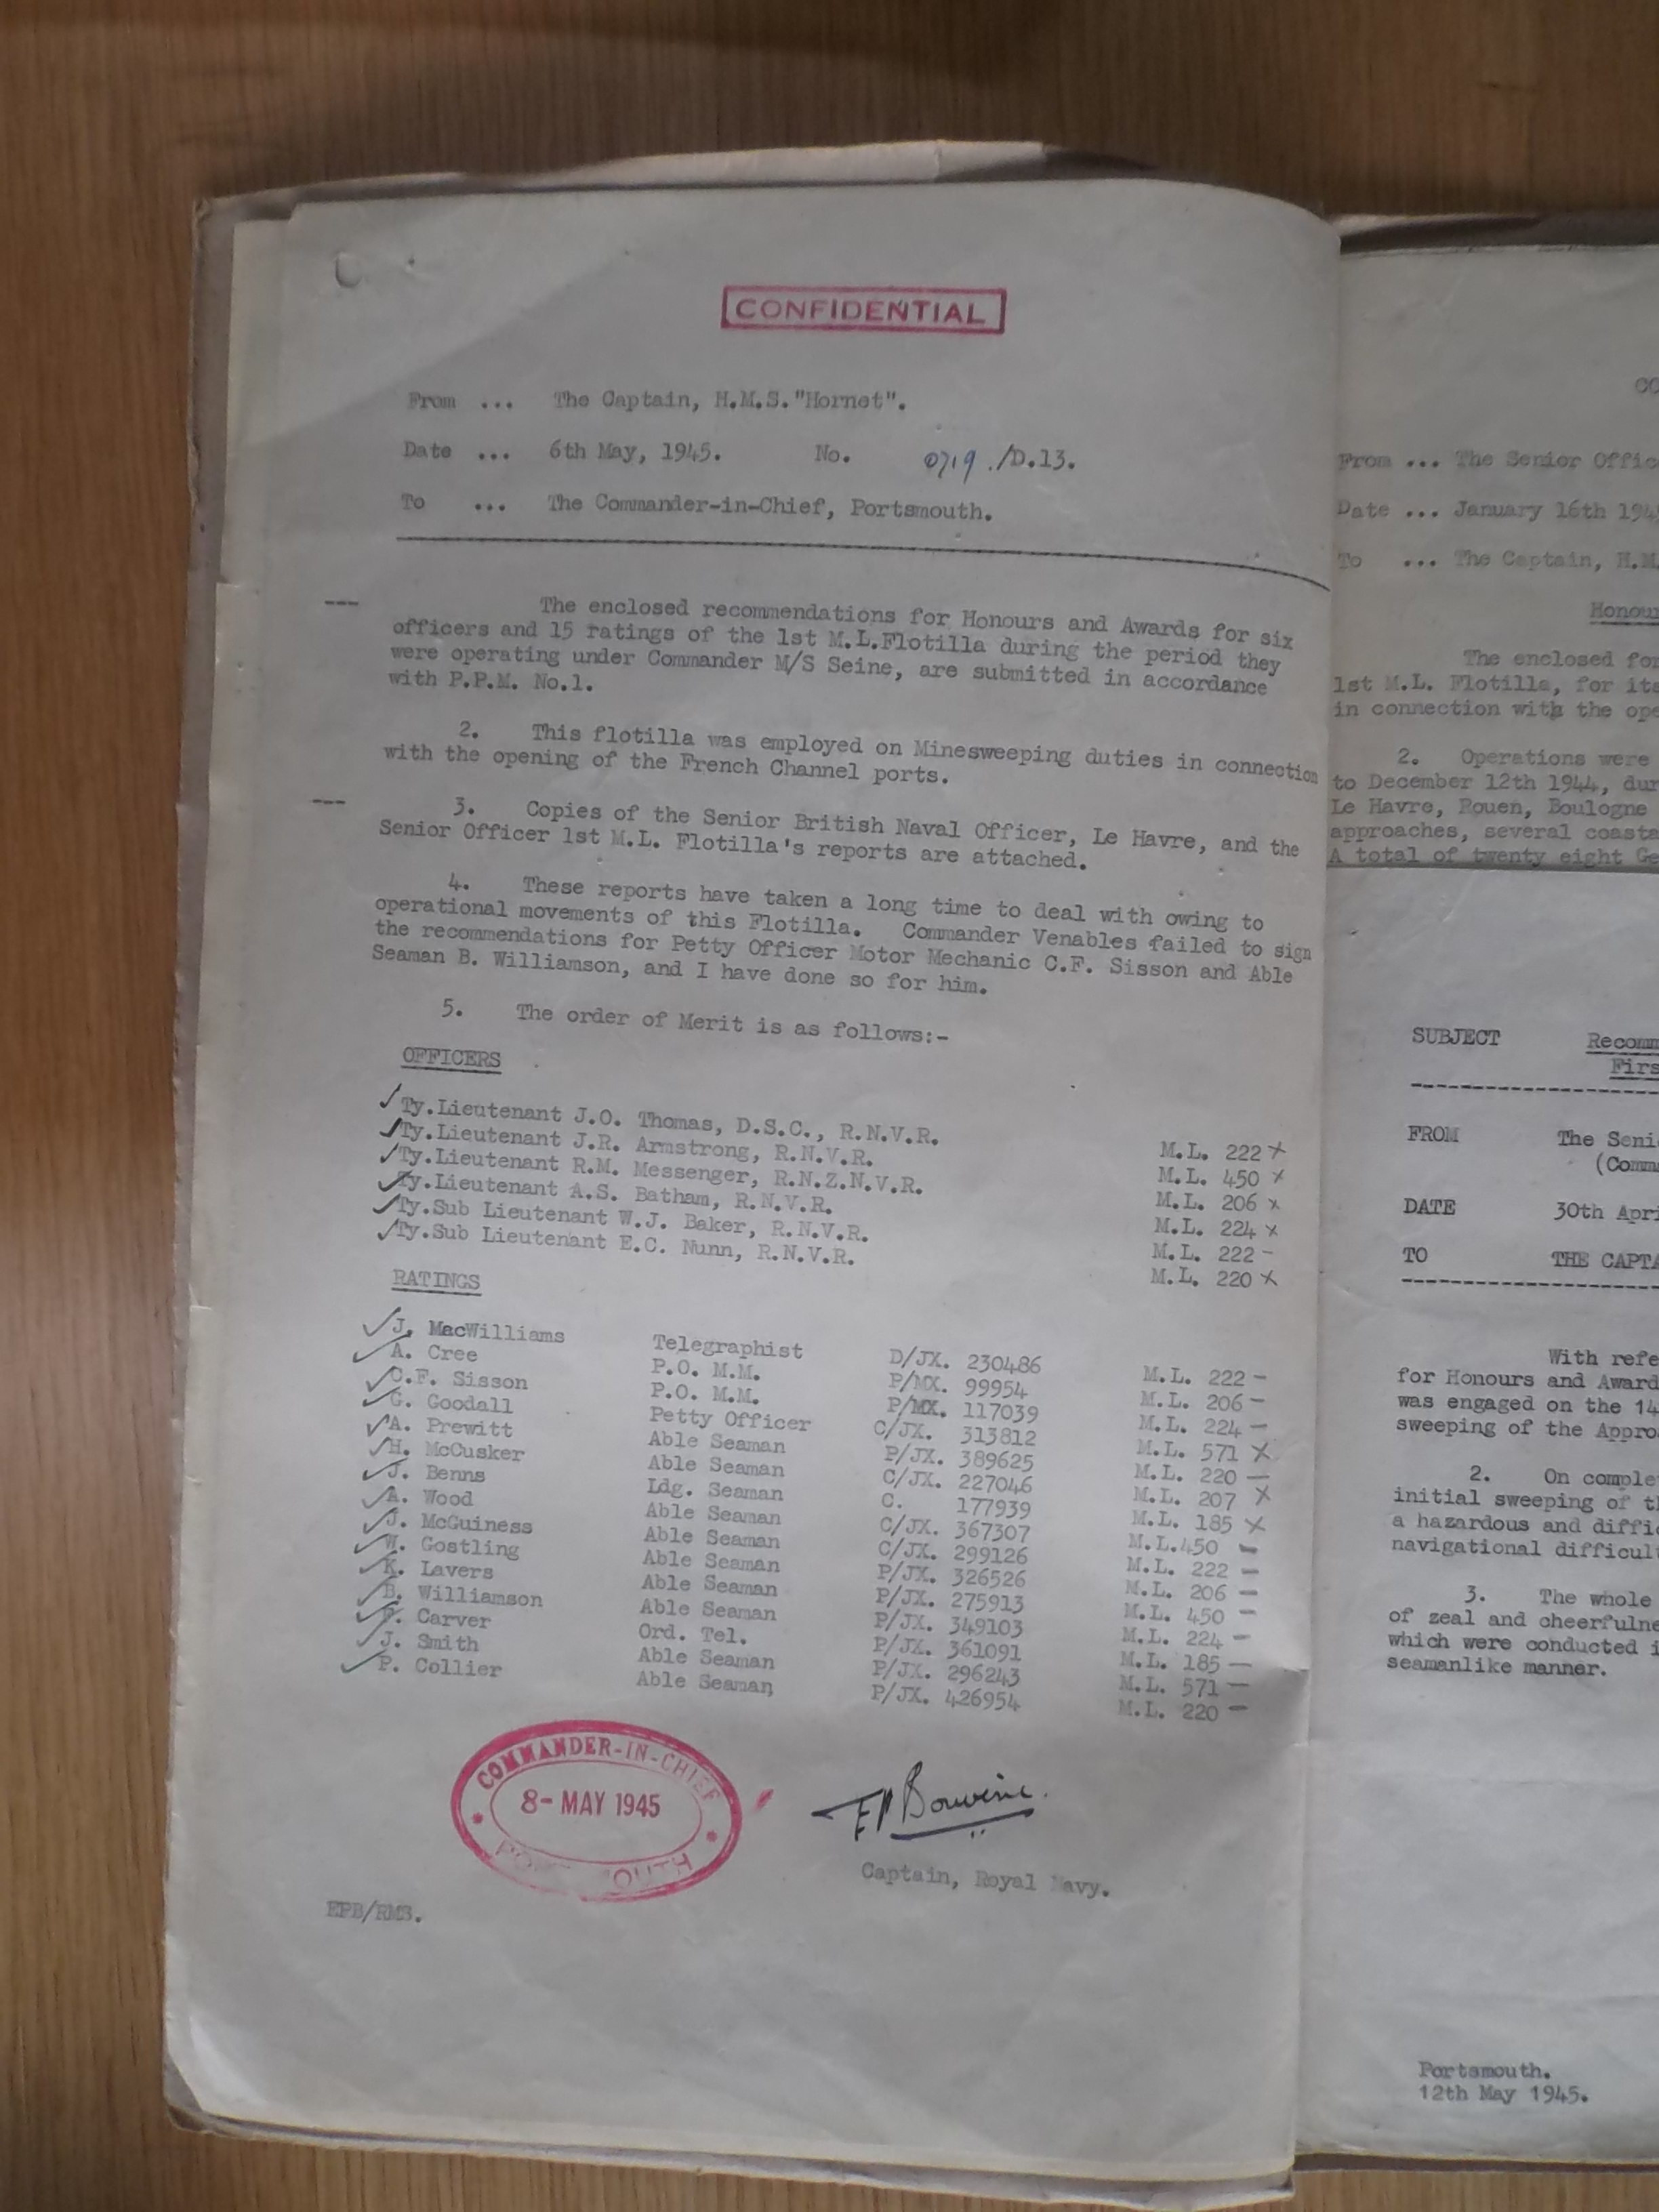 CONFIDENTIAL
From ... The Captain, H.M.S."Hornet".
Date ... 6th May, 1945. No. 0719 ./D.13.
To ... The Commander-in-Chief, Portsmouth.
--- The enclosed recommendations for Honours and Awards for six
officers and 15 ratings of the 1st M.L.Flotilla during the period they
were operating under Commander M/S Seine, are submitted in accordance
with P.P.M. No.1.
2. This flotilla was employed on Minesweeping duties in connection
with the opening of the French Channel ports.
--- 3. Copies of the Senior British Naval Officer, Le Havre, and the
Senior Officer 1st M.L. Flotilla's reports are attached.
4. These reports have taken a long time to deal with owing to
operational movements of this Flotilla. Commander Venables failed to sign
the recommendations for Petty Officer Motor Mechanic C.F. Sisson and Able
Seaman B. Williamson, and I have done so for him.
5. The order of Merit is as follows:-
OFFICERS
✓ Ty.Lieutenant J.O. Thomas, D.S.C., R.N.V.R. M.L. 222 x
✓ Ty.Lieutenant J.R. Armstrong, R.N.V.R. M.L. 450 x
✓ Ty.Lieutenant R.M. Messenger, R.N.Z.N.V.R. M.L. 206 x
✓ Ty.Lieutenant A.S. Batham, R.N.V.R. M.L. 224 x
✓ Ty.Sub Lieutenant W.J. Baker, R.N.V.R. M.L. 222 -
✓ Ty.Sub Lieutenant E.C. Nunn, R.N.V.R. M.L. 220 x
RATINGS
✓ J. MacWilliams Telegraphist D/JX. 230486 M.L. 222 -
✓ A. Cree P.O. M.M. P/MX. 99954 M.L. 206 -
✓ C.F. Sisson P.O. M.M. P/MX. 117039 M.L. 224 -
✓ G. Goodall Petty Officer C/JX. 313812 M.L. 571 x
✓ A. Prewitt Able Seaman P/JX. 389625 M.L. 220 -
✓ H. McCusker Able Seaman C/JX. 227046 M.L. 207 x
✓ J. Benns Ldg. Seaman C. 177939 M.L. 185 x
✓ A. Wood Able Seaman C/JX. 367307 M.L.450 -
✓ J. McGuiness Able Seaman C/JX. 299126 M.L. 222 -
✓ W. Gostling Able Seaman P/JX. 326526 M.L. 206 -
✓ K. Lavers Able Seaman P/JX. 275913 M.L. 450 -
✓ B. Williamson Able Seaman P/JX. 349103 M.L. 224 -
✓ F. Carver Ord. Tel. P/JX. 361091 M.L. 185 -
✓ J. Smith Able Seaman P/JX. 296243 M.L. 571 -
✓ P. Collier Able Seaman P/JX. 426954 M.L. 220 -
COMMANDER-IN-CHIEF
8- MAY 1945
Captain, Royal Navy.
EPB/RMS.
CO
From ... The Senior Offic
Date ... January 16th 194
To ... The Captain, H.M.
Honou
The enclosed for
1st M.L. Flotilla, for its
in connection with the ope
2. Operations were
to December 12th 1944, dur
Le Havre, Rouen, Boulogne
approaches, several coasta
A total of twenty eight Ge
SUBJECT Recomm
Firs
FROM The Seni
(Comma
DATE 30th Apri
TO THE CAPTA
With refe
for Honours and Award
was engaged on the 14
sweeping of the Appro
2. On complet
initial sweeping of th
a hazardous and diffic
navigational difficult
3. The whole
of zeal and cheerfulne
which were conducted i
seamanlike manner.
Portsmouth.
12th May 1945.